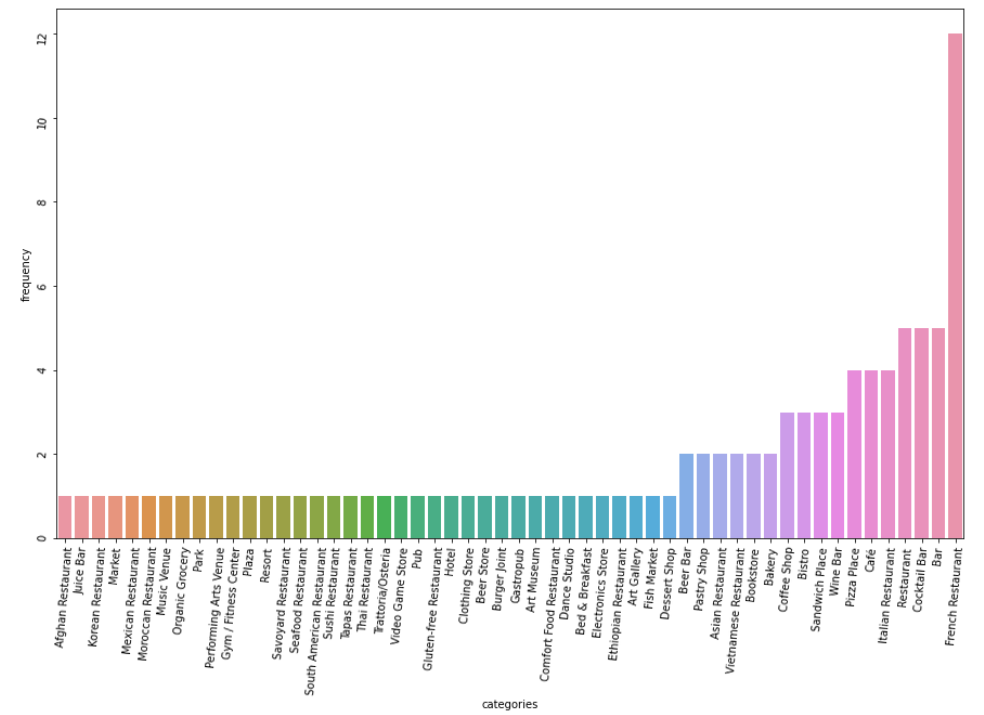 12
10
8
6
4
2
0
frequency
Afghan Restaurant
Juice Bar
Korean Restaurant
Market
Mexican Restaurant
Moroccan Restaurant
Music Venue
Organic Grocery
Park
Performing Arts Venue
Gym / Fitness Center
Plaza
Resort
Savoyard Restaurant
Seafood Restaurant
South American Restaurant
Sushi Restaurant
Tapas Restaurant
Thai Restaurant
Trattoria/Osteria
Video Game Store
Pub
Gluten-free Restaurant
Hotel
Clothing Store
Beer Store
Burger Joint
Gastropub
Art Museum
Comfort Food Restaurant
Dance Studio
Bed & Breakfast
Electronics Store
Ethiopian Restaurant
Art Gallery
Fish Market
Dessert Shop
Beer Bar
Pastry Shop
Asian Restaurant
Vietnamese Restaurant
Bookstore
Bakery
Coffee Shop
Bistro
Sandwich Place
Wine Bar
Pizza Place
Café
Italian Restaurant
Restaurant
Cocktail Bar
Bar
French Restaurant
categories